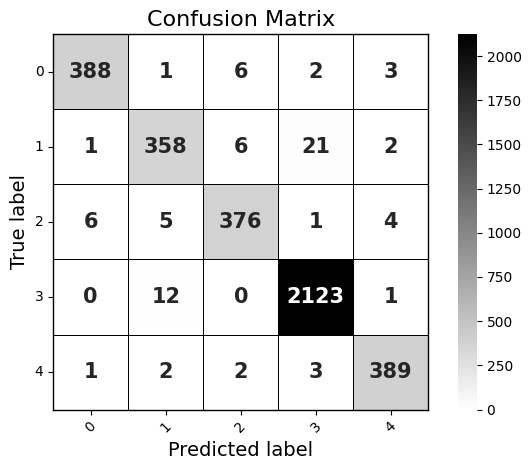 Confusion Matrix
0 388 1 6 2 3
1 1 358 6 21 2
2 6 5 376 1 4
3 0 12 0 2123 1
4 1 2 2 3 389
0 1 2 3 4
True label
Predicted label
2000
1750
1500
1250
1000
750
500
250
0